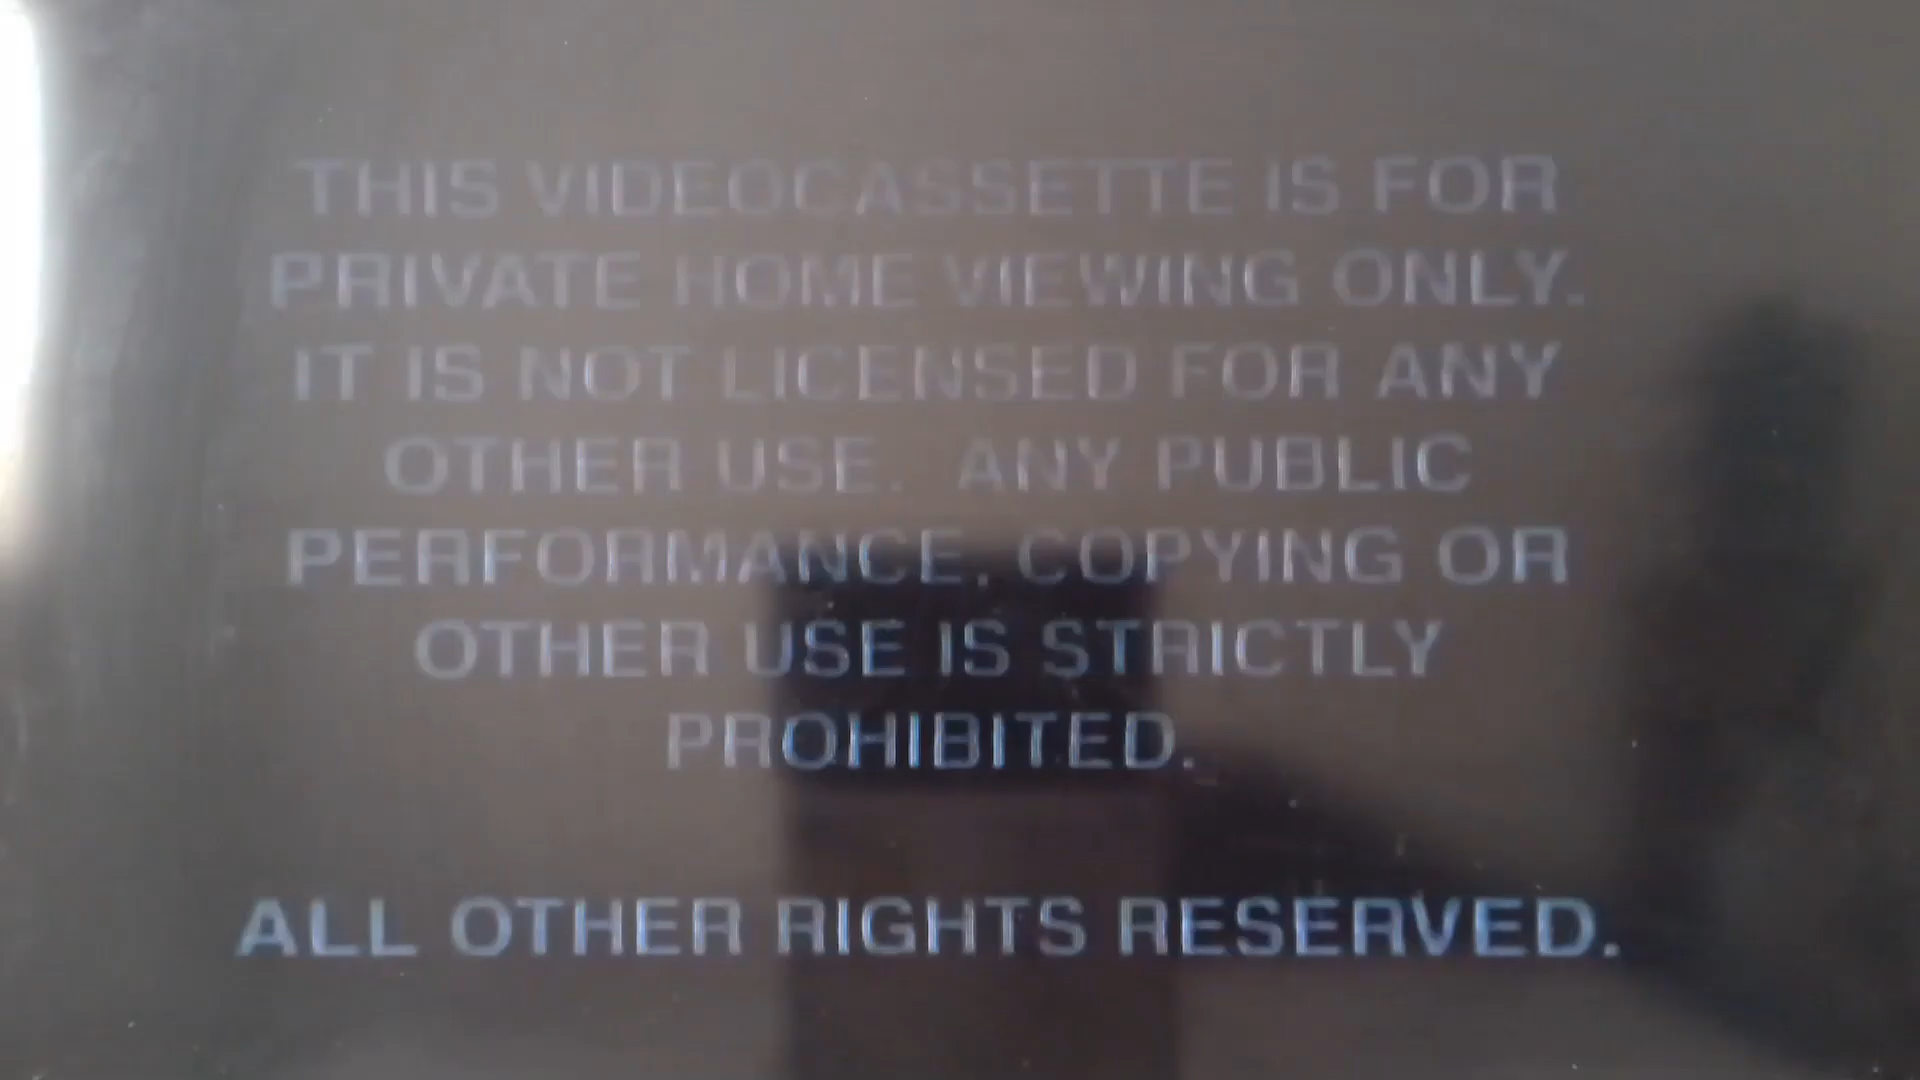 THIS VIDEOCASSETTE IS FOR
PRIVATE HOME VIEWING ONLY.
IT IS NOT LICENSED FOR ANY
OTHER USE. ANY PUBLIC
PERFORMANCE, COPYING OR
OTHER USE IS STRICTLY
PROHIBITED.
ALL OTHER RIGHTS RESERVED.